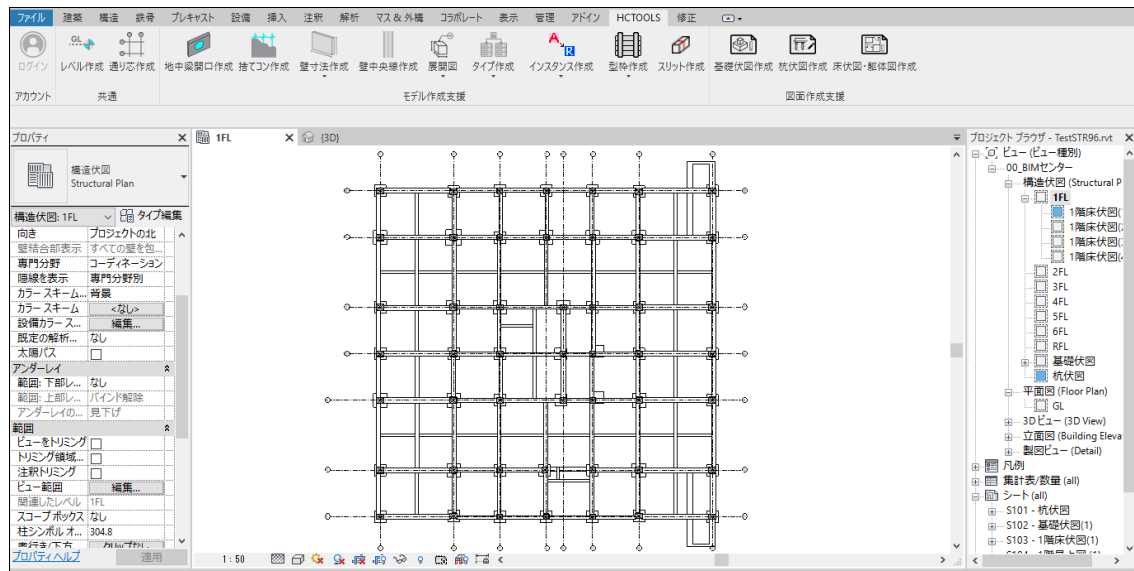 ファイル 建築 構造 鉄骨 プレキャスト 設備 挿入 注釈 解析 マス＆外構 コラボレート 表示 管理 アドイン HCTOOLS 修正
ログイン レベル作成 通り芯作成 地中梁開口作成 捨てコン作成 壁寸法作成 壁中央線作成 展開図 タイプ作成 インスタンス作成 型枠作成 スリット作成 基礎伏図作成 杭伏図作成 床伏図・躯体図作成
アカウント 共通 モデル作成支援 図面作成支援
プロパティ
構造伏図
Structural Plan
構造伏図: 1FL タイプ編集
向き プロジェクトの北
壁結合部表示 すべての壁を包...
専門分野 コーディネーション
隠線を表示 専門分野別
カラー スキーム... 背景
カラー スキーム <なし>
設備カラー ス... 編集...
既定の解析... なし
太陽パス
アンダーレイ
範囲: 下部レ... なし
範囲: 上部レ... バインド解除
アンダーレイの... 見下げ
範囲
ビューをトリミング
トリミング領域...
注釈トリミング
ビュー範囲 編集...
関連したレベル 1FL
スコープ ボックス なし
柱シンボル オ... 304.8
プロパティ ヘルプ 適用
1FL {3D}
1 : 50
プロジェクト ブラウザ - TestSTR96.rvt
ビュー (ビュー種別)
00_BIMセンター
構造伏図 (Structural P
1FL
1階床伏図(1
1階床伏図(2
1階床伏図(3
1階床伏図(4
2FL
3FL
4FL
5FL
6FL
RFL
基礎伏図
杭伏図
平面図 (Floor Plan)
GL
3D ビュー (3D View)
立面図 (Building Eleva
製図ビュー (Detail)
凡例
集計表/数量 (all)
シート (all)
S101 - 杭伏図
S102 - 基礎伏図(1)
S103 - 1階床伏図(1)